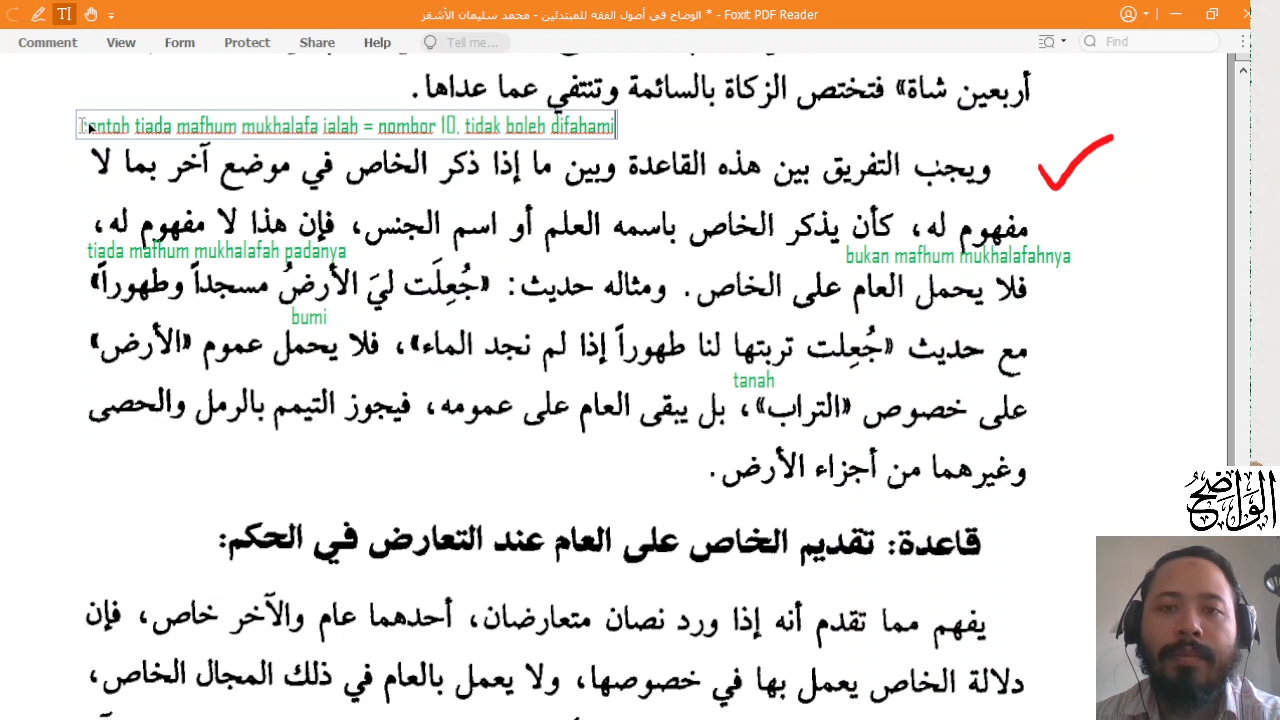 الوضاح في أصول الفقه للمبتدئين - محمد سليمان الأشقر * - Foxit PDF Reader
Comment View Form Protect Share Help Tell me... Find
أربعين شاة» فتختص الزكاة بالسائمة وتنتفي عما عداها.
contoh tiada mafhum mukhalafa ialah = nombor 10, tidak boleh difahami
ويجب التفريق بين هذه القاعدة وبين ما إذا ذكر الخاص في موضع آخر بما لا
مفهوم له، كأن يذكر الخاص باسمه العلم أو اسم الجنس، فإن هذا لا مفهوم له،
bukan mafhum mukhalafahnya
tiada mafhum mukhalafah padanya
فلا يحمل العام على الخاص. ومثاله حديث: «جُعِلَت ليَ الأرضُ مسجداً وطهوراً»
bumi
مع حديث «جُعِلت تربتها لنا طهوراً إذا لم نجد الماء»، فلا يحمل عموم «الأرض»
tanah
على خصوص «التراب»، بل يبقى العام على عمومه، فيجوز التيمم بالرمل والحصى
وغيرهما من أجزاء الأرض.
قاعدة: تقديم الخاص على العام عند التعارض في الحكم:
يفهم مما تقدم أنه إذا ورد نصان متعارضان، أحدهما عام والآخر خاص، فإن
دلالة الخاص يعمل بها في خصوصها، ولا يعمل بالعام في ذلك المجال الخاص،
الواضح